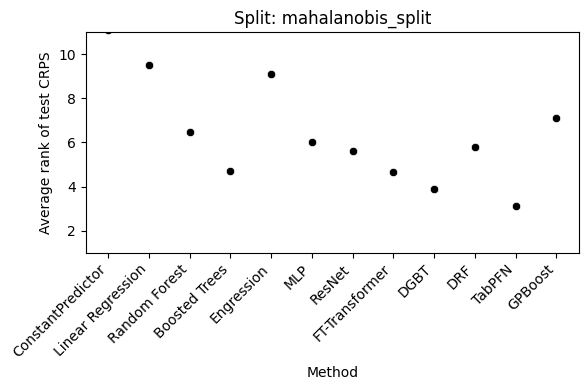 Split: mahalanobis_split
Average rank of test CRPS
10
8
6
4
2
ConstantPredictor
Linear Regression
Random Forest
Boosted Trees
Engression
MLP
ResNet
FT-Transformer
DGBT
DRF
TabPFN
GPBoost
Method